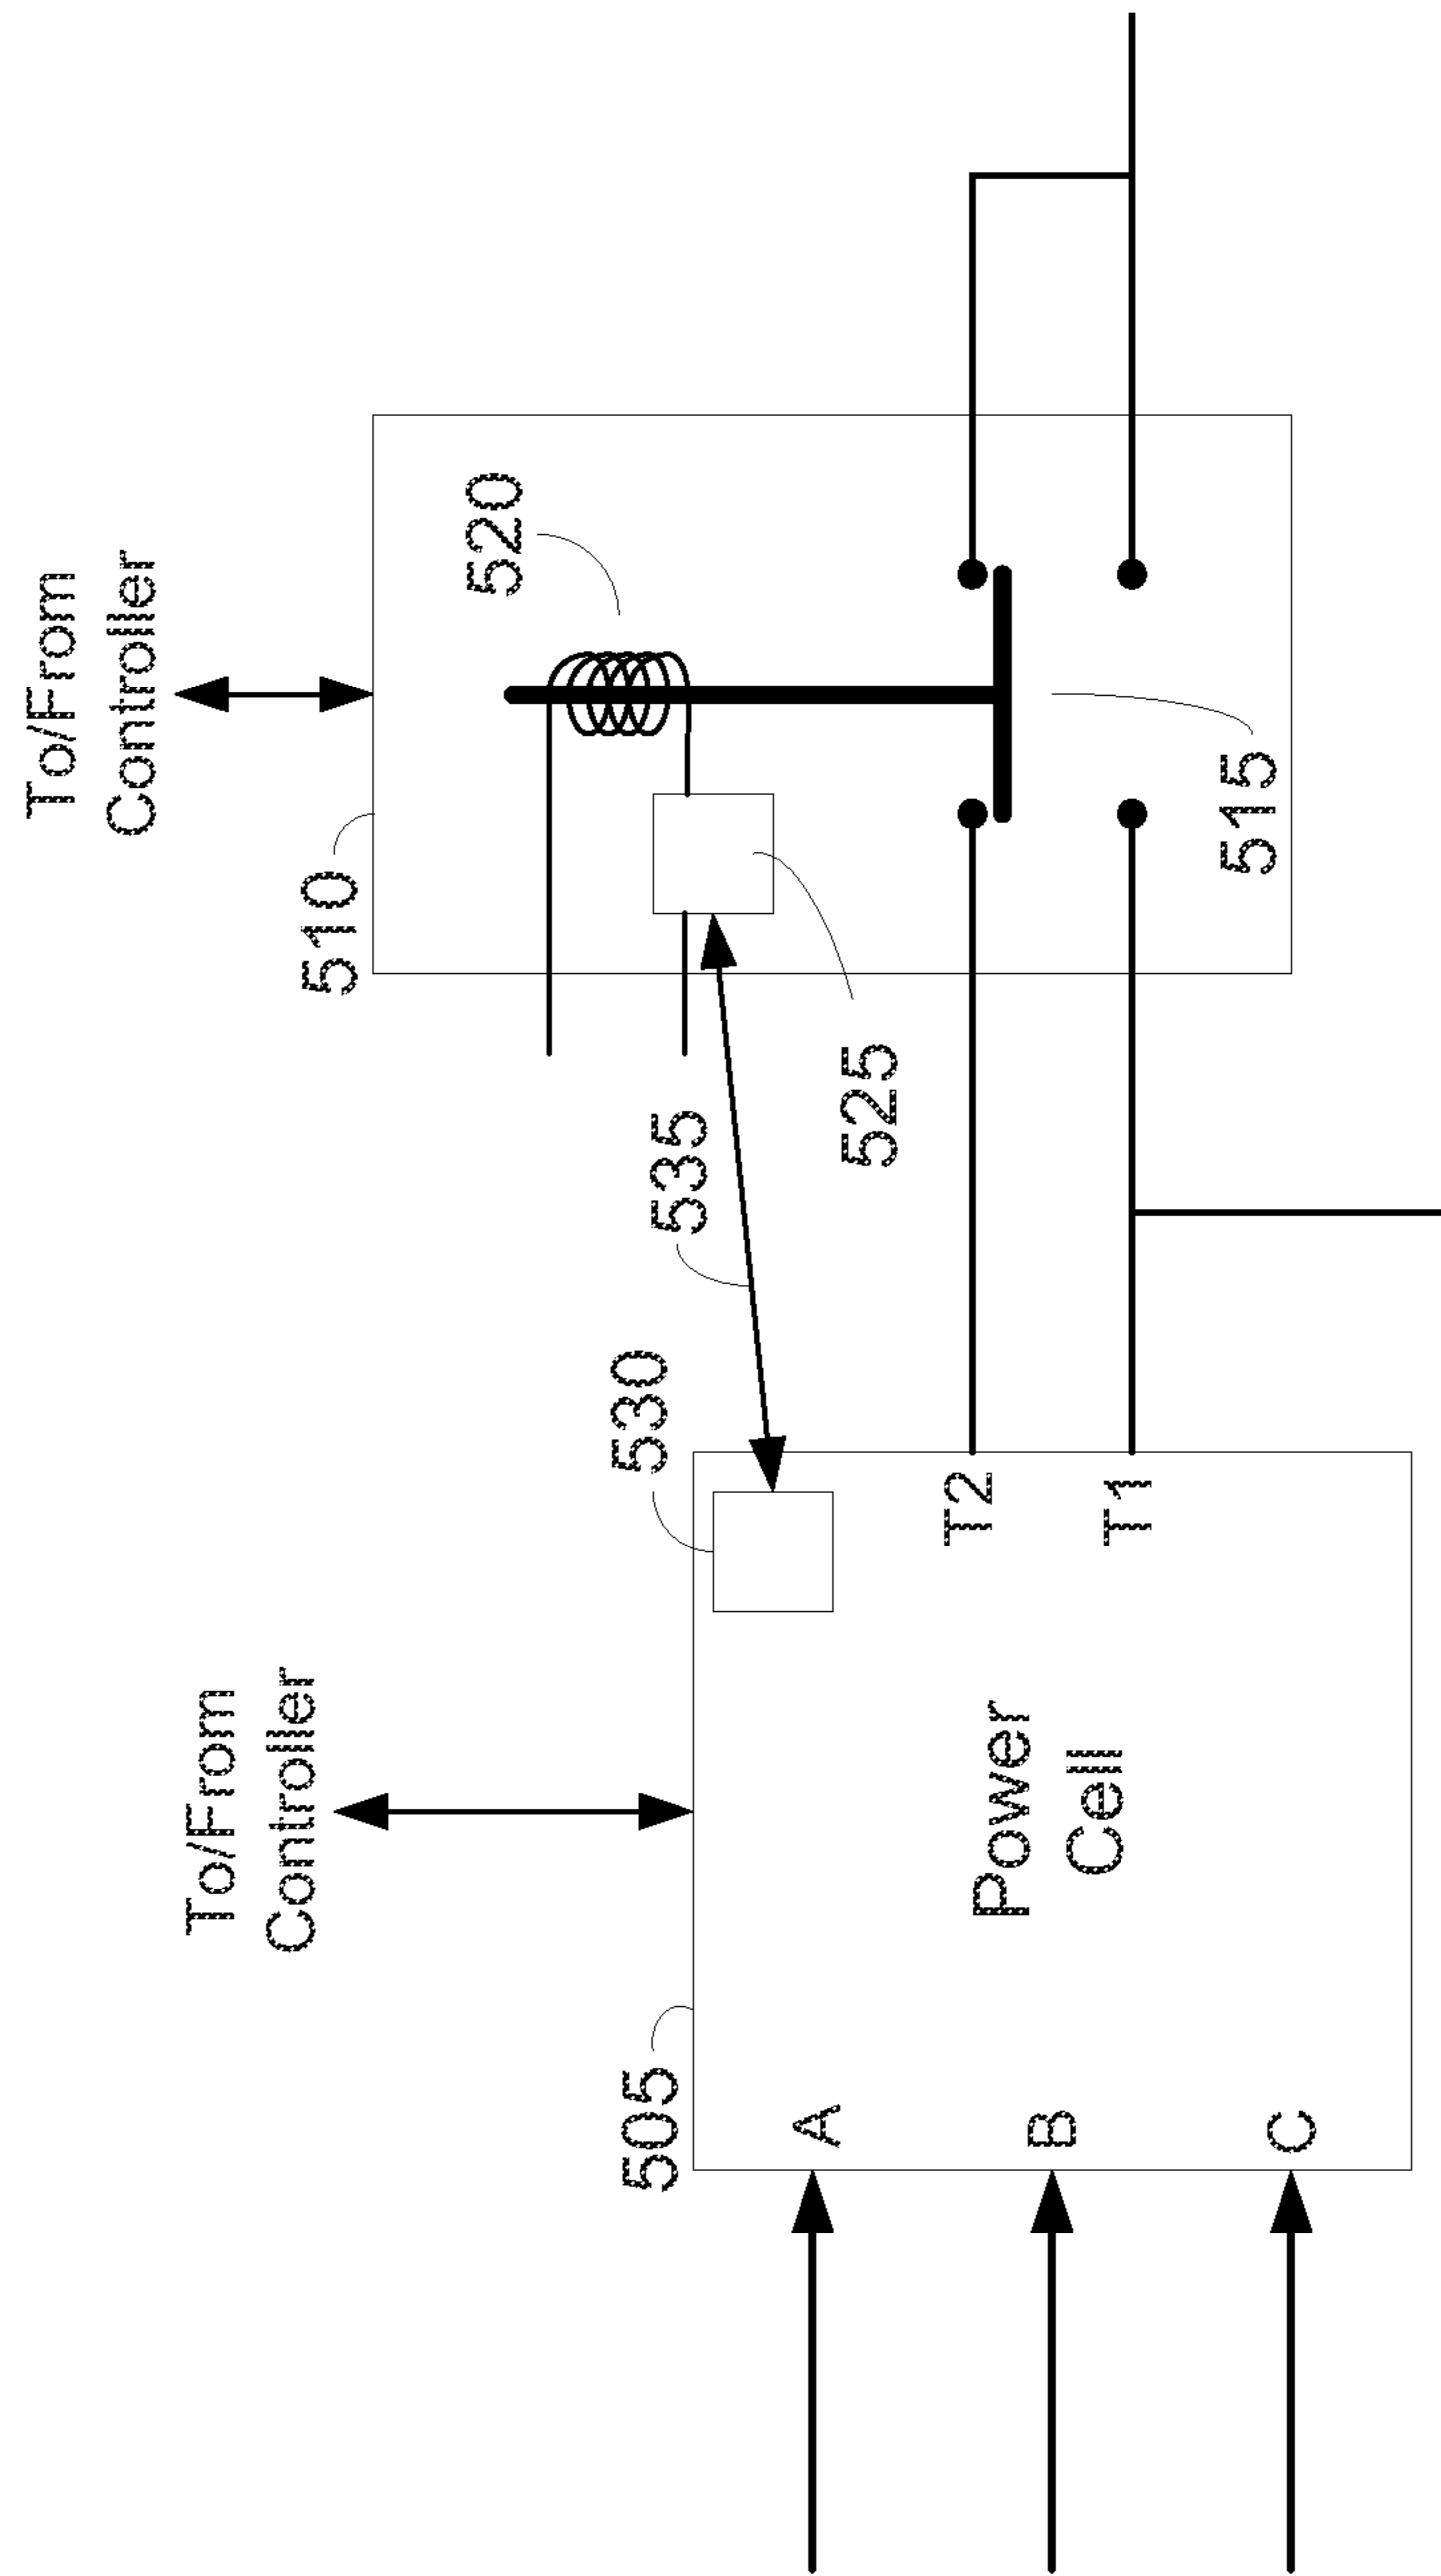 To/From
Controller
510
520
515
525
535
530
To/From
Controller
505
A
B
C
Power
Cell
T2
T1